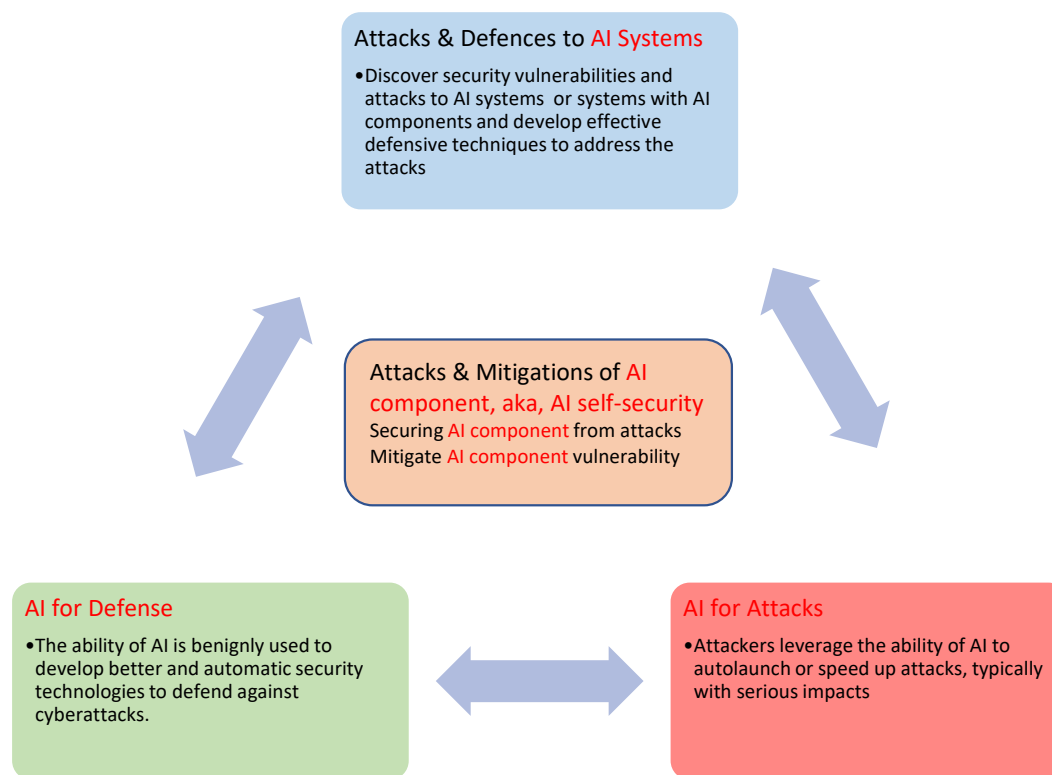 Attacks & Defences to AI Systems
•Discover security vulnerabilities and
attacks to AI systems or systems with AI
components and develop effective
defensive techniques to address the
attacks
Attacks & Mitigations of AI
component, aka, AI self-security
Securing AI component from attacks
Mitigate AI component vulnerability
AI for Defense
•The ability of AI is benignly used to
develop better and automatic security
technologies to defend against
cyberattacks.
AI for Attacks
•Attackers leverage the ability of AI to
autolaunch or speed up attacks, typically
with serious impacts